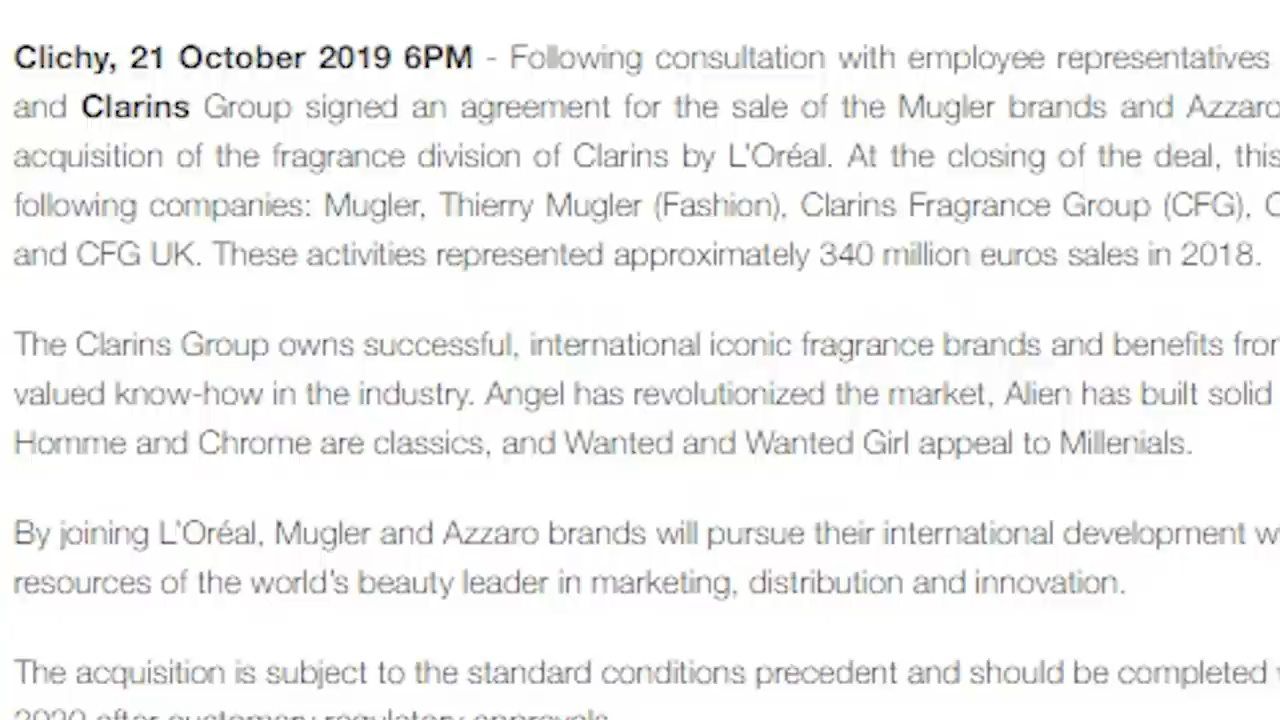 Clichy, 21 October 2019 6PM - Following consultation with employee representatives
and Clarins Group signed an agreement for the sale of the Mugler brands and Azzaro
acquisition of the fragrance division of Clarins by L'Oréal. At the closing of the deal, this
following companies: Mugler, Thierry Mugler (Fashion), Clarins Fragrance Group (CFG),
and CFG UK. These activities represented approximately 340 million euros sales in 2018.
The Clarins Group owns successful, international iconic fragrance brands and benefits
valued know-how in the industry. Angel has revolutionized the market, Alien has built solid
Homme and Chrome are classics, and Wanted and Wanted Girl appeal to Millenials.
By joining L'Oréal, Mugler and Azzaro brands will pursue their international development
resources of the world's beauty leader in marketing, distribution and innovation.
The acquisition is subject to the standard conditions precedent and should be completed
2020 after customary regulatory approvals.